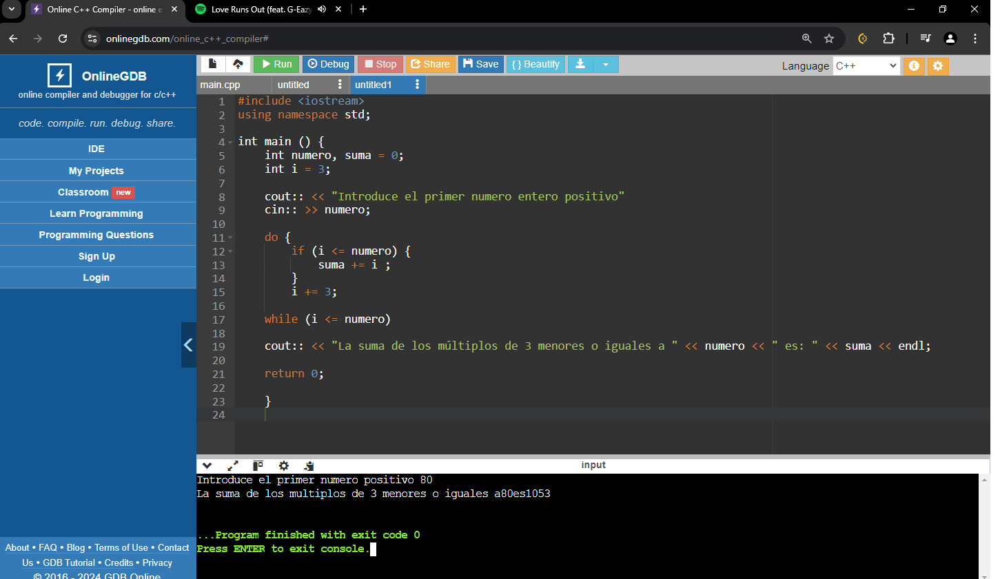 Online C++ Compiler - online e
Love Runs Out (feat. G-Eazy
onlinegdb.com/online_c++_compiler#
OnlineGDB
online compiler and debugger for c/c++
code. compile. run. debug. share.
IDE
My Projects
Classroom new
Learn Programming
Programming Questions
Sign Up
Login
About • FAQ • Blog • Terms of Use • Contact
Us • GDB Tutorial • Credits • Privacy
© 2016 - 2024 GDB Online
Run Debug Stop Share Save {} Beautify
Language C++
main.cpp untitled untitled1
1 #include <iostream>
2 using namespace std;
3
4 int main () {
5 int numero, suma = 0;
6 int i = 3;
7
8 cout:: << "Introduce el primer numero entero positivo"
9 cin:: >> numero;
10
11 do {
12 if (i <= numero) {
13 suma += i ;
14 }
15 i += 3;
16
17 while (i <= numero)
18
19 cout:: << "La suma de los múltiplos de 3 menores o iguales a " << numero << " es: " << suma << endl;
20
21 return 0;
22
23 }
24
input
Introduce el primer numero positivo 80
La suma de los multiplos de 3 menores o iguales a80es1053
...Program finished with exit code 0
Press ENTER to exit console.